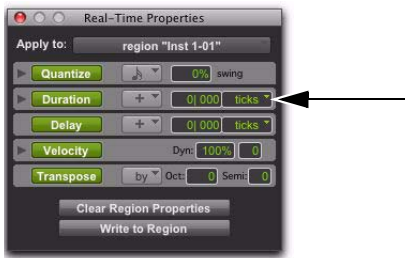 Real-Time Properties
Apply to: region "Inst 1-01"
Quantize 0% swing
Duration + 0| 000 ticks
Delay + 0| 000 ticks
Velocity Dyn: 100% 0
Transpose by Oct: 0 Semi: 0
Clear Region Properties
Write to Region